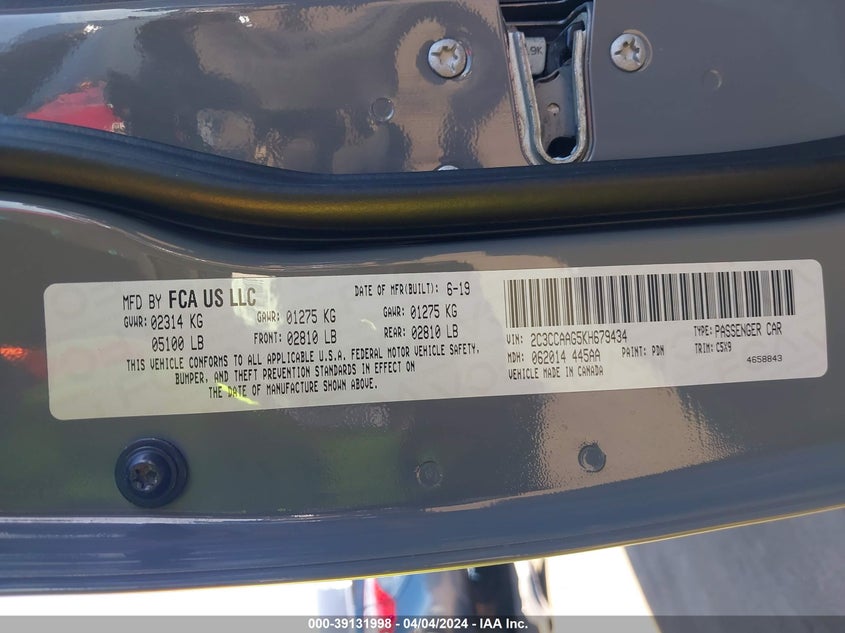 9K
MFD BY FCA US LLC
DATE OF MFR(BUILT): 6-19
GVWR: 02314 KG GAWR: 01275 KG GAWR: 01275 KG
05100 LB FRONT: 02810 LB REAR: 02810 LB
THIS VEHICLE CONFORMS TO ALL APPLICABLE U.S.A. FEDERAL MOTOR VEHICLE SAFETY,
BUMPER, AND THEFT PREVENTION STANDARDS IN EFFECT ON
THE DATE OF MANUFACTURE SHOWN ABOVE.
VIN: 2C3CCAAG5KH679434 TYPE: PASSENGER CAR
MDH: 062014 445AA PAINT: PDN TRIM: C5X9
VEHICLE MADE IN CANADA 4658843
000-39131998 - 04/04/2024 - IAA Inc.